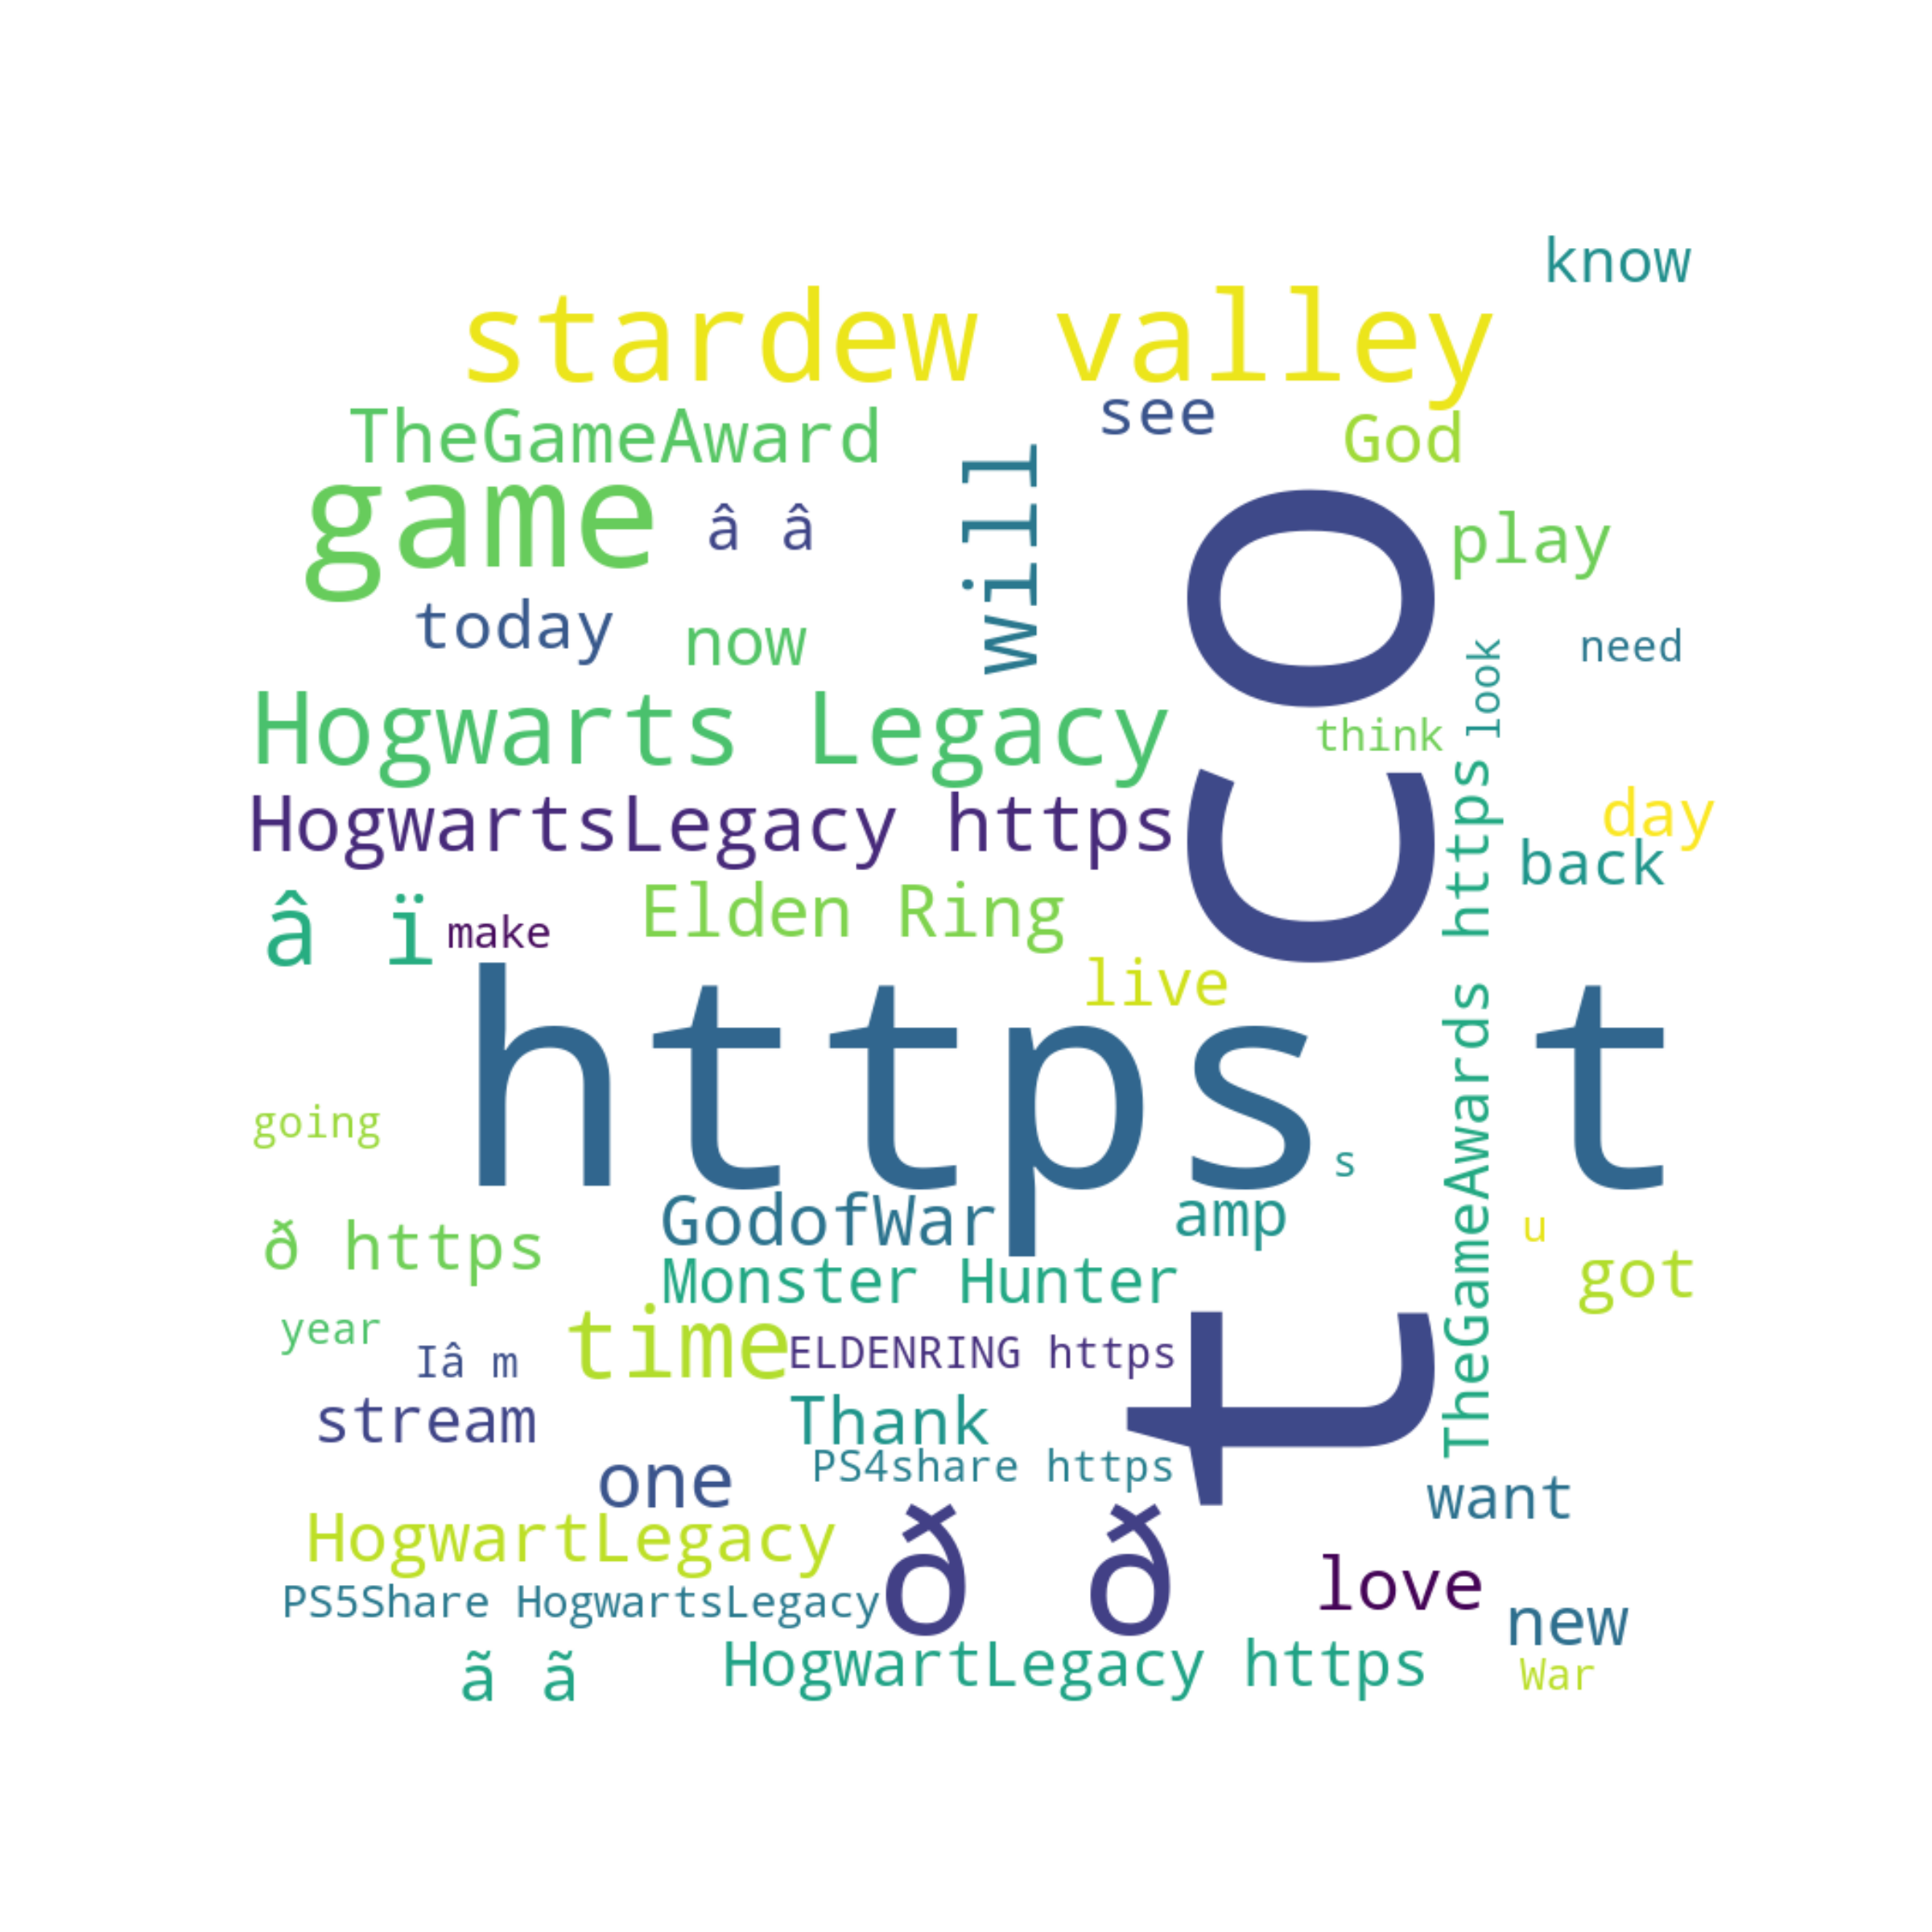 know
stardew valley
see
TheGameAward
God
will
game
â â
play
today
now
need
look
Hogwarts Legacy
think
t co
HogwartsLegacy https
day
back
â ï
make
Elden Ring
live
https t
TheGameAwards https
going
s
GodofWar
amp
u
ð https
Monster Hunter
got
year
Iâ m
time
ELDENRING https
stream
Thank
PS4share https
one
want
HogwartLegacy
ð ð
love
PS5Share HogwartsLegacy
new
ã ã
HogwartLegacy https
War